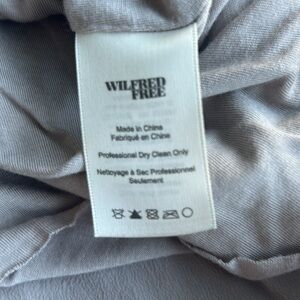 WILFRED
FREE
Made in China
Fabriqué en Chine
Professional Dry Clean Only
Nettoyage à Sec Professionnel
Seulement